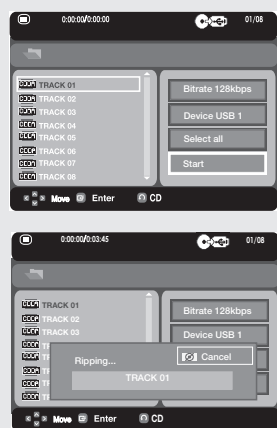 0:00:00/0:00:00 01/08
TRACK 01
TRACK 02
TRACK 03
TRACK 04
TRACK 05
TRACK 06
TRACK 07
TRACK 08
Bitrate 128kbps
Device USB 1
Select all
Start
Move Enter CD
0:00:00/0:03:45 01/08
TRACK 01
TRACK 02
TRACK 03
Bitrate 128kbps
Device USB 1
Ripping...
Cancel
TRACK 01
Move Enter CD